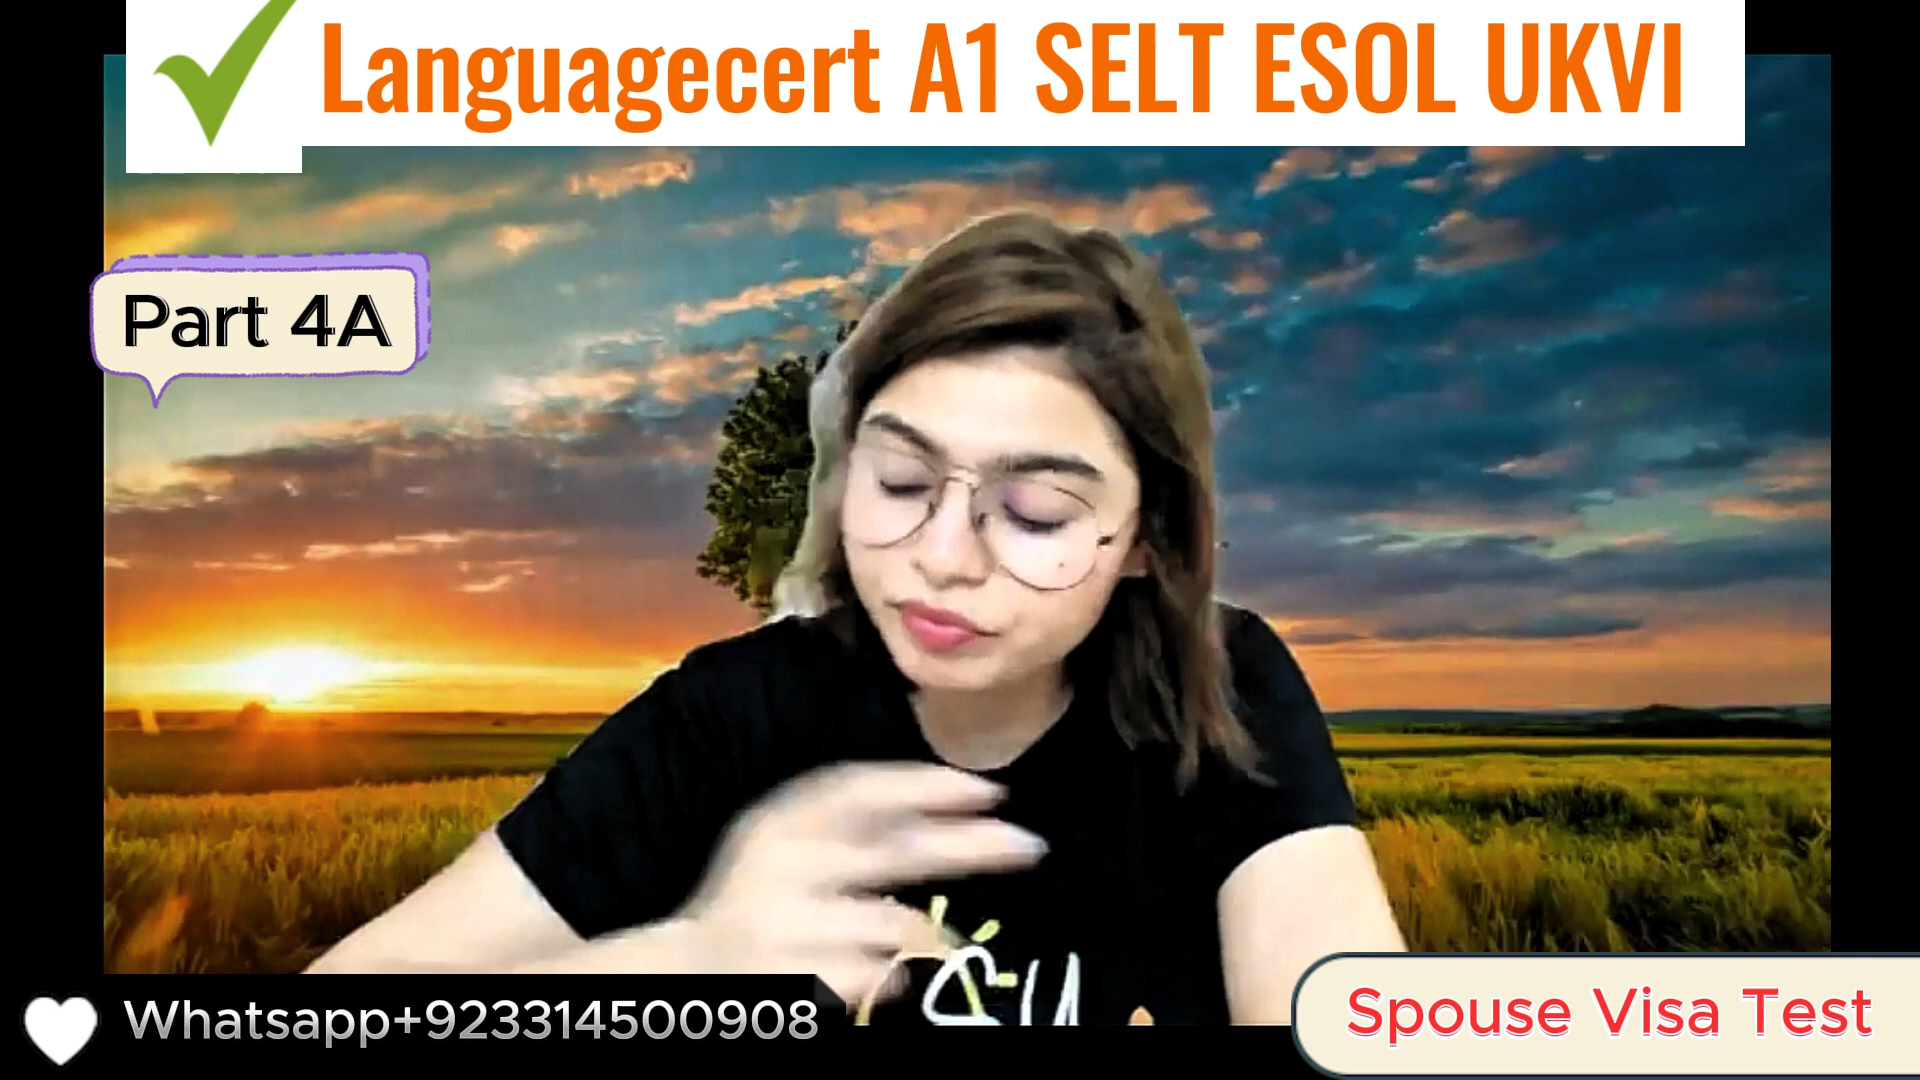 Languagecert A1 SELT ESOL UKVI
Part 4A
Whatsapp+923314500908
Spouse Visa Test